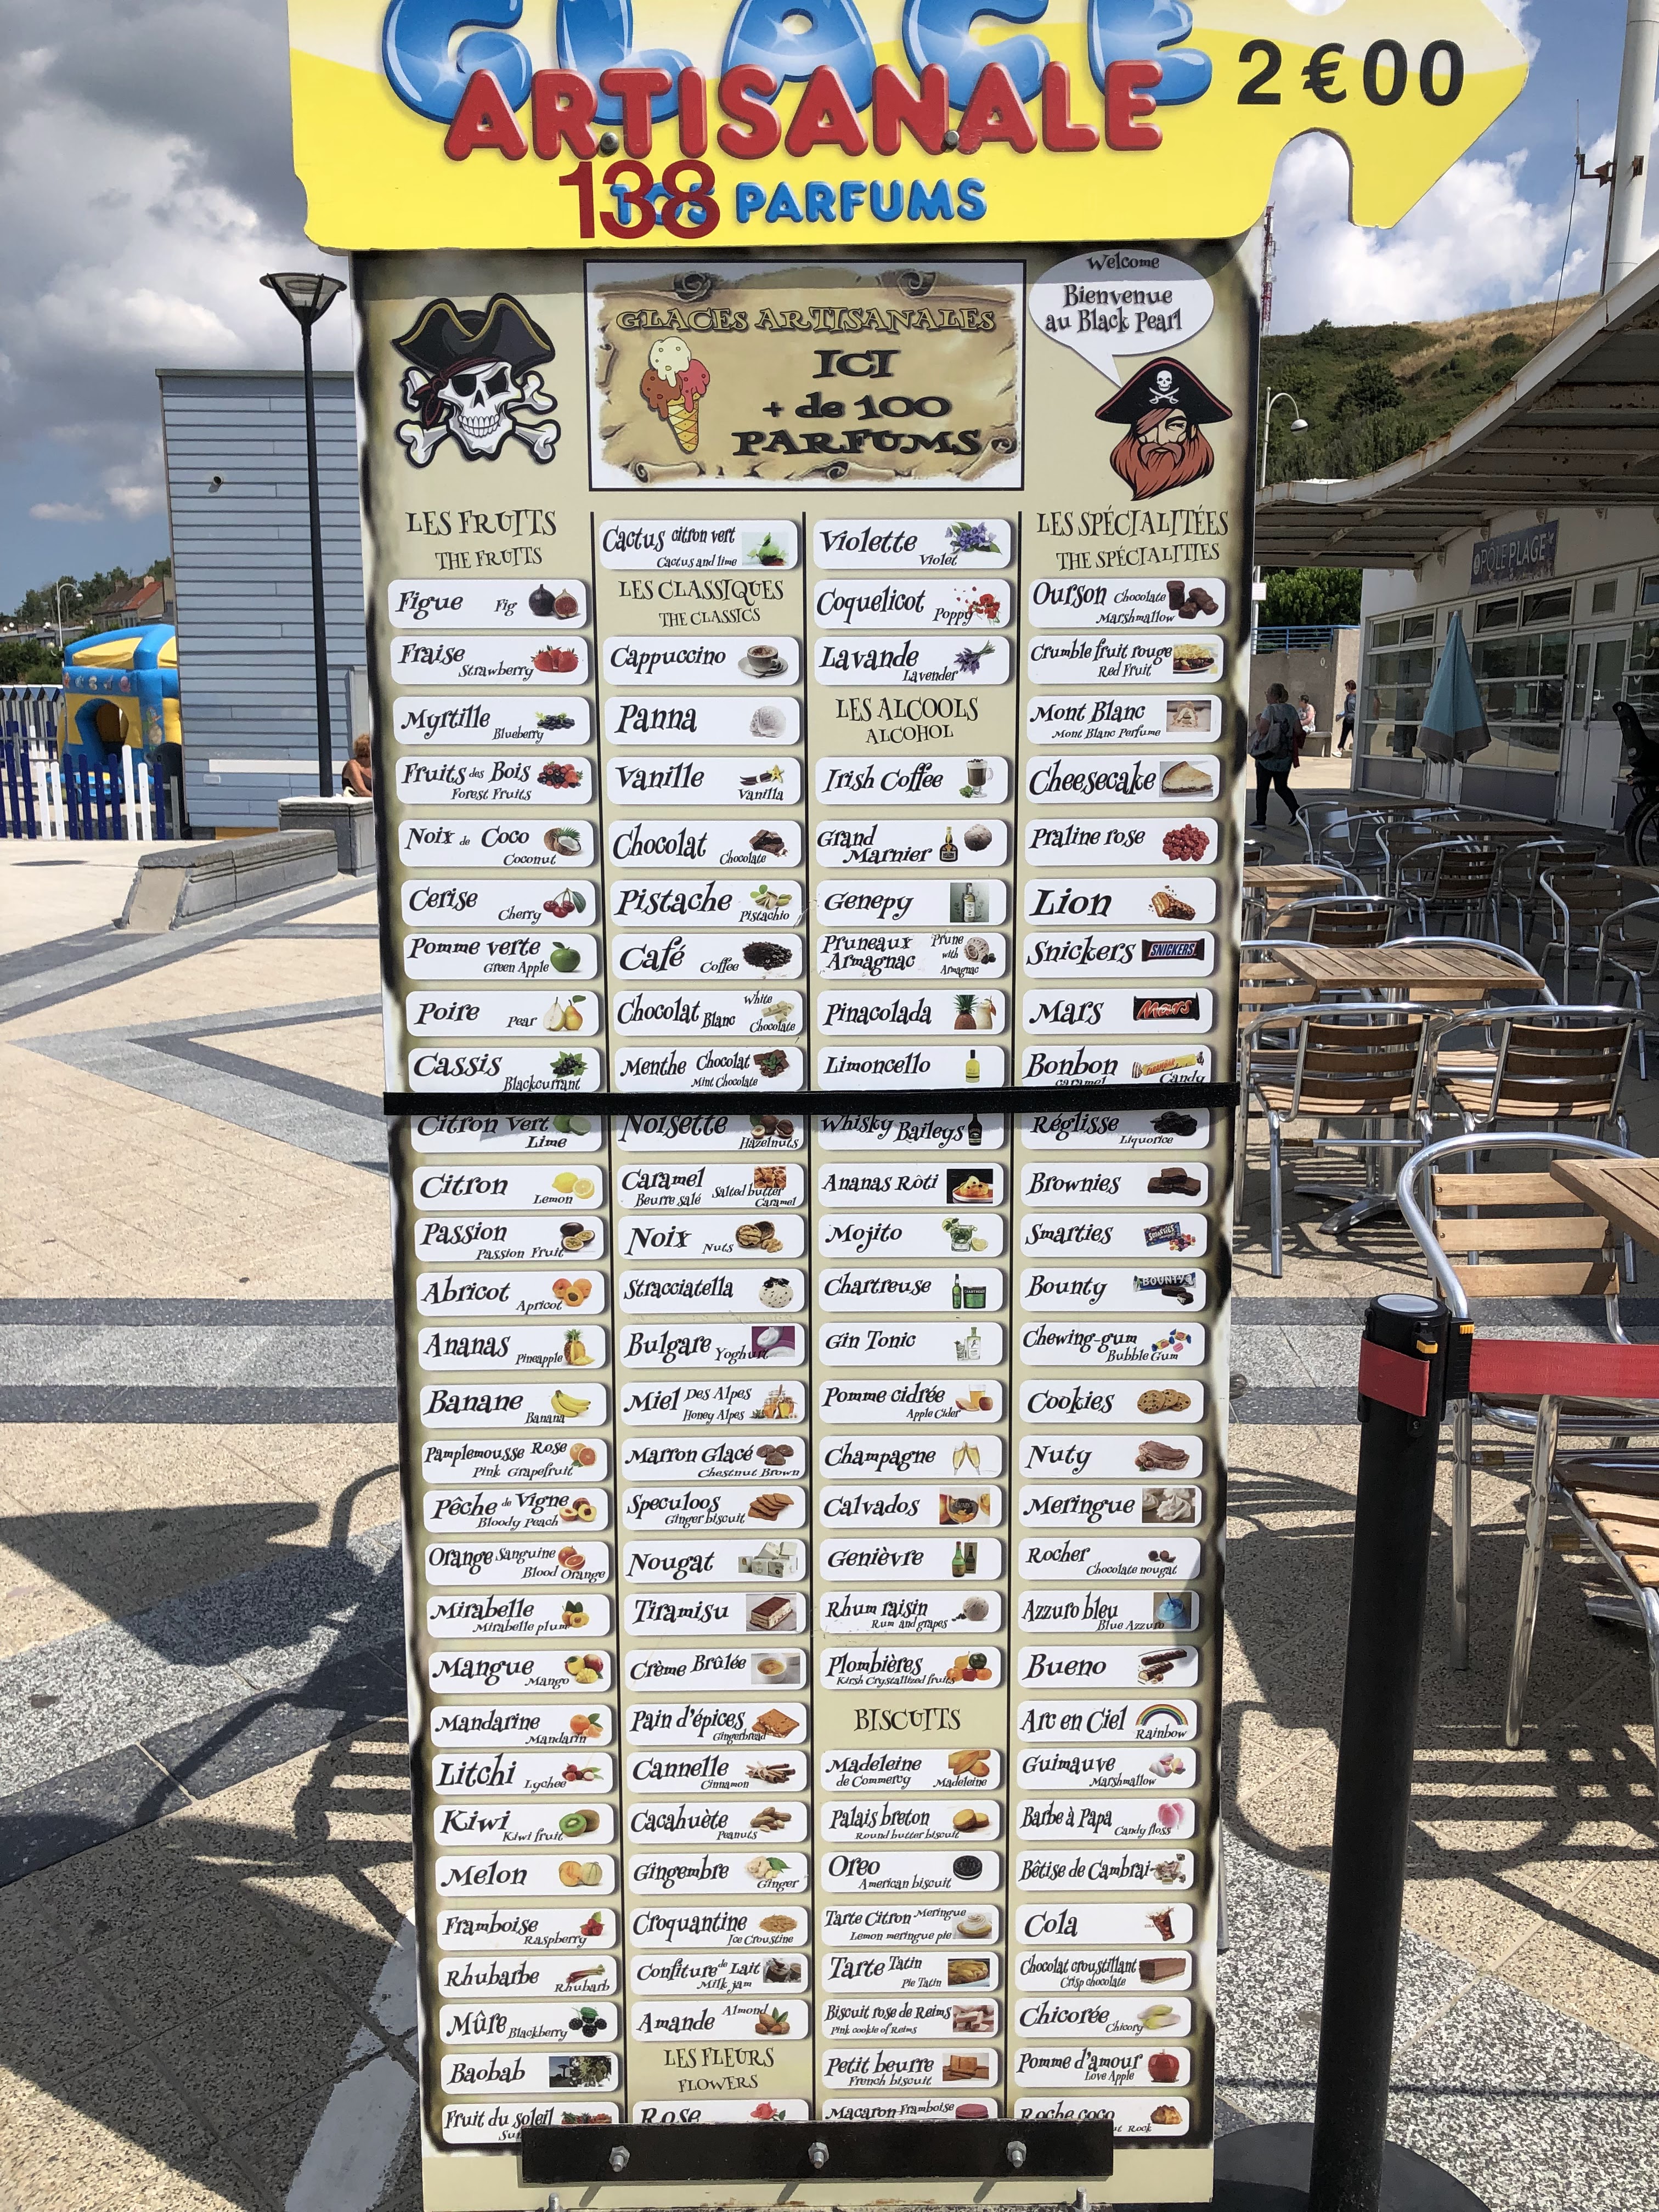 GLACE
2€00
ARTISANALE
138 PARFUMS
GLACES ARTISANALES
ICI
+ de 100
PARFUMS
Welcome
Bienvenue
au Black Pearl
PÔLE PLAGE
LES FRUITS
THE FRUITS
Figue Fig
Fraise
Strawberry
Myrtille
Blueberry
Fruits des Bois
Forest Fruits
Noix de Coco
Coconut
Cerise
Cherry
Pomme verte
Green Apple
Poire Pear
Cassis
Blackcurrant
Citron Vert
Lime
Citron
Lemon
Passion
Passion Fruit
Abricot
Apricot
Ananas
Pineapple
Banane
Banana
Pamplemousse Rose
Pink Grapefruit
Pêche de Vigne
Bloody Peach
Orange Sanguine
Blood Orange
Mirabelle
Mirabelle plum
Mangue
Mango
Mandarine
Mandarin
Litchi
Lychee
Kiwi
Kiwi fruit
Melon
Framboise
Raspberry
Rhubarbe
Rhubarb
Mûre
Blackberry
Baobab
Fruit du soleil
Cactus citron vert
Cactus and lime
LES CLASSIQUES
THE CLASSICS
Cappuccino
Panna
Vanille
Vanilla
Chocolat
Chocolate
Pistache
Pistachio
Café
Coffee
Chocolat Blanc
White Chocolate
Menthe Chocolat
Mint Chocolate
Noisette
Hazelnuts
Caramel
Beurre salé
Salted butter
Caramel
Noix Nuts
Stracciatella
Bulgare Yoghurt
Miel Des Alpes
Honey Alpes
Marron Glacé
Chestnut Brown
Speculoos
Ginger biscuit
Nougat
Tiramisu
Crème Brûlée
Pain d'épices
Gingerbread
Cannelle
Cinnamon
Cacahuète
Peanuts
Gingembre
Ginger
Croquantine
Ice Croustine
Confiture de Lait
Milk jam
Amande Almond
LES FLEURS
FLOWERS
Rose
Violette
Violet
Coquelicot
Poppy
Lavande
Lavender
LES ALCOOLS
ALCOHOL
Irish Coffee
Grand
Marnier
Genepy
Pruneaux
Armagnac
Prune
with
Armagnac
Pinacolada
Limoncello
Whisky Baileys
Ananas Rôti
Mojito
Chartreuse
Gin Tonic
Pomme cidrée
Apple Cider
Champagne
Calvados
Genièvre
Rhum raisin
Rum and grapes
Plombières
Kirsh Crystallized fruits
BISCUITS
Madeleine
de Commercy Madeleine
Palais breton
Round butter biscuit
Oreo
American biscuit
Tarte Citron Meringue
Lemon meringue pie
Tarte Tatin
Pie Tatin
Biscuit rose de Reims
Pink cookie of Reims
Petit beurre
French biscuit
Macaron Framboise
LES SPÉCIALITÉES
THE SPÉCIALITIES
Ourson Chocolate
Marshmallow
Crumble fruit rouge
Red Fruit
Mont Blanc
Mont Blanc Perfume
Cheesecake
Praline rose
Lion
Snickers
SNICKERS
Mars
Mars
Bonbon
caramel Candy
Réglisse
Liquorice
Brownies
Smarties
Bounty
BOUNTY
Chewing-gum
Bubble Gum
Cookies
Nuty
Meringue
Rocher
Chocolate nougat
Azzuro bleu
Blue Azzuro
Bueno
Arc en Ciel
Rainbow
Guimauve
Marshmallow
Barbe à Papa
Candy floss
Bêtise de Cambrai
Cola
Chocolat croustillant
Crisp chocolate
Chicorée
Chicory
Pomme d'amour
Love Apple
Roche coco
Rock